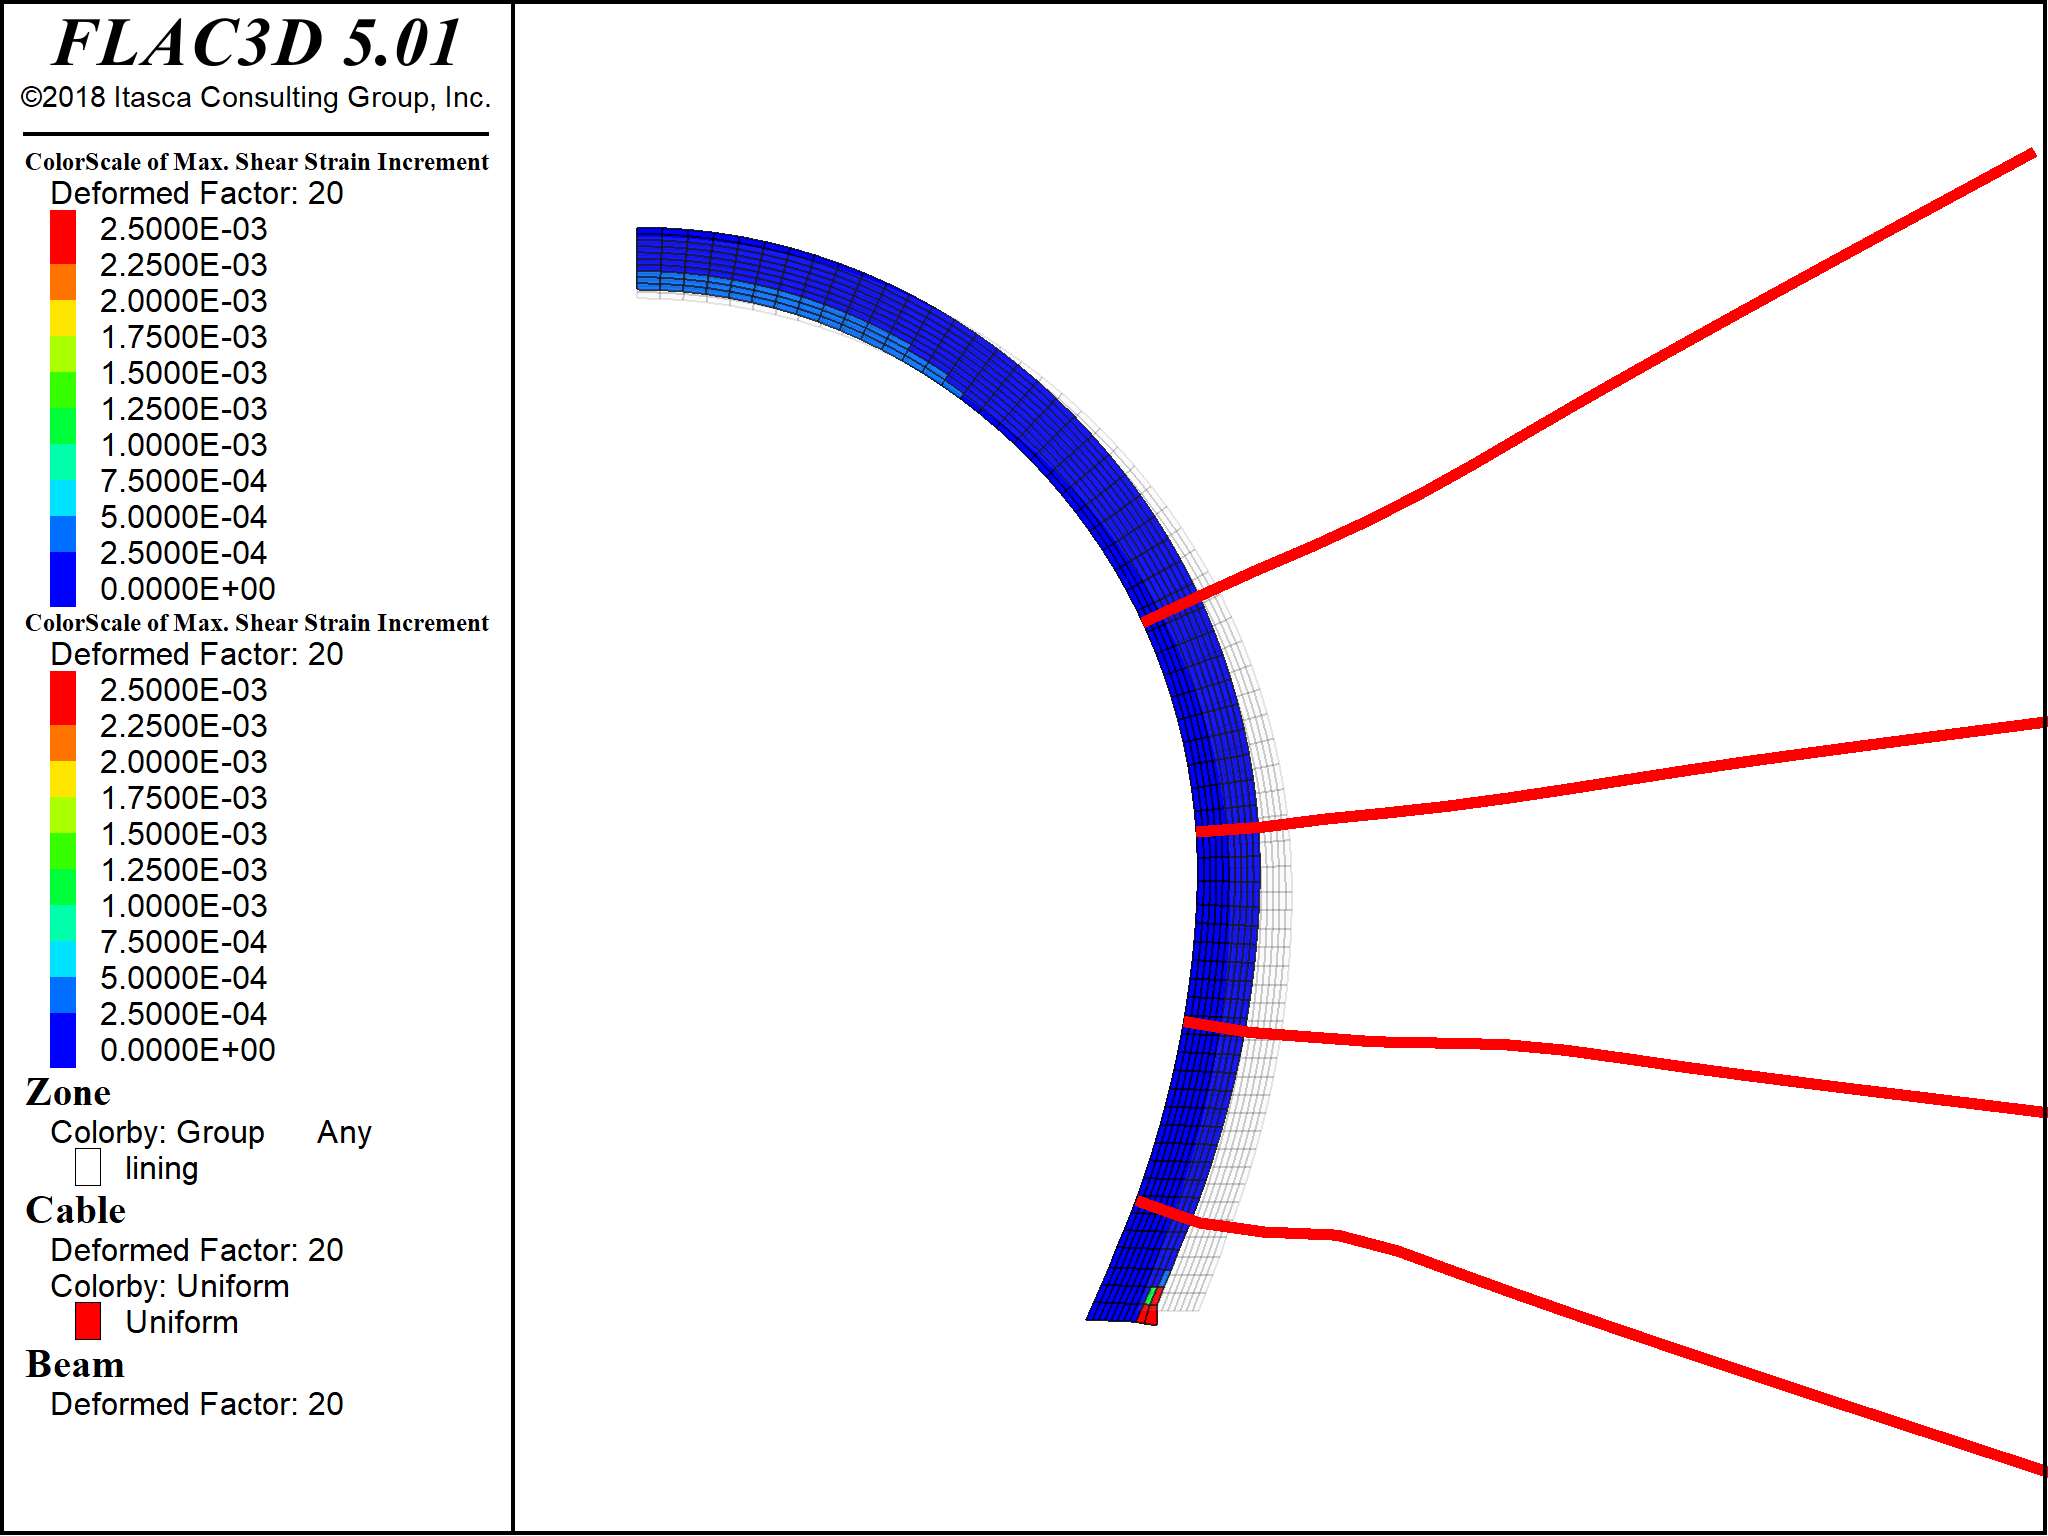 FLAC3D 5.01
©2018 Itasca Consulting Group, Inc.
ColorScale of Max. Shear Strain Increment
Deformed Factor: 20
2.5000E-03
2.2500E-03
2.0000E-03
1.7500E-03
1.5000E-03
1.2500E-03
1.0000E-03
7.5000E-04
5.0000E-04
2.5000E-04
0.0000E+00
ColorScale of Max. Shear Strain Increment
Deformed Factor: 20
2.5000E-03
2.2500E-03
2.0000E-03
1.7500E-03
1.5000E-03
1.2500E-03
1.0000E-03
7.5000E-04
5.0000E-04
2.5000E-04
0.0000E+00
Zone
Colorby: Group Any
lining
Cable
Deformed Factor: 20
Colorby: Uniform
Uniform
Beam
Deformed Factor: 20